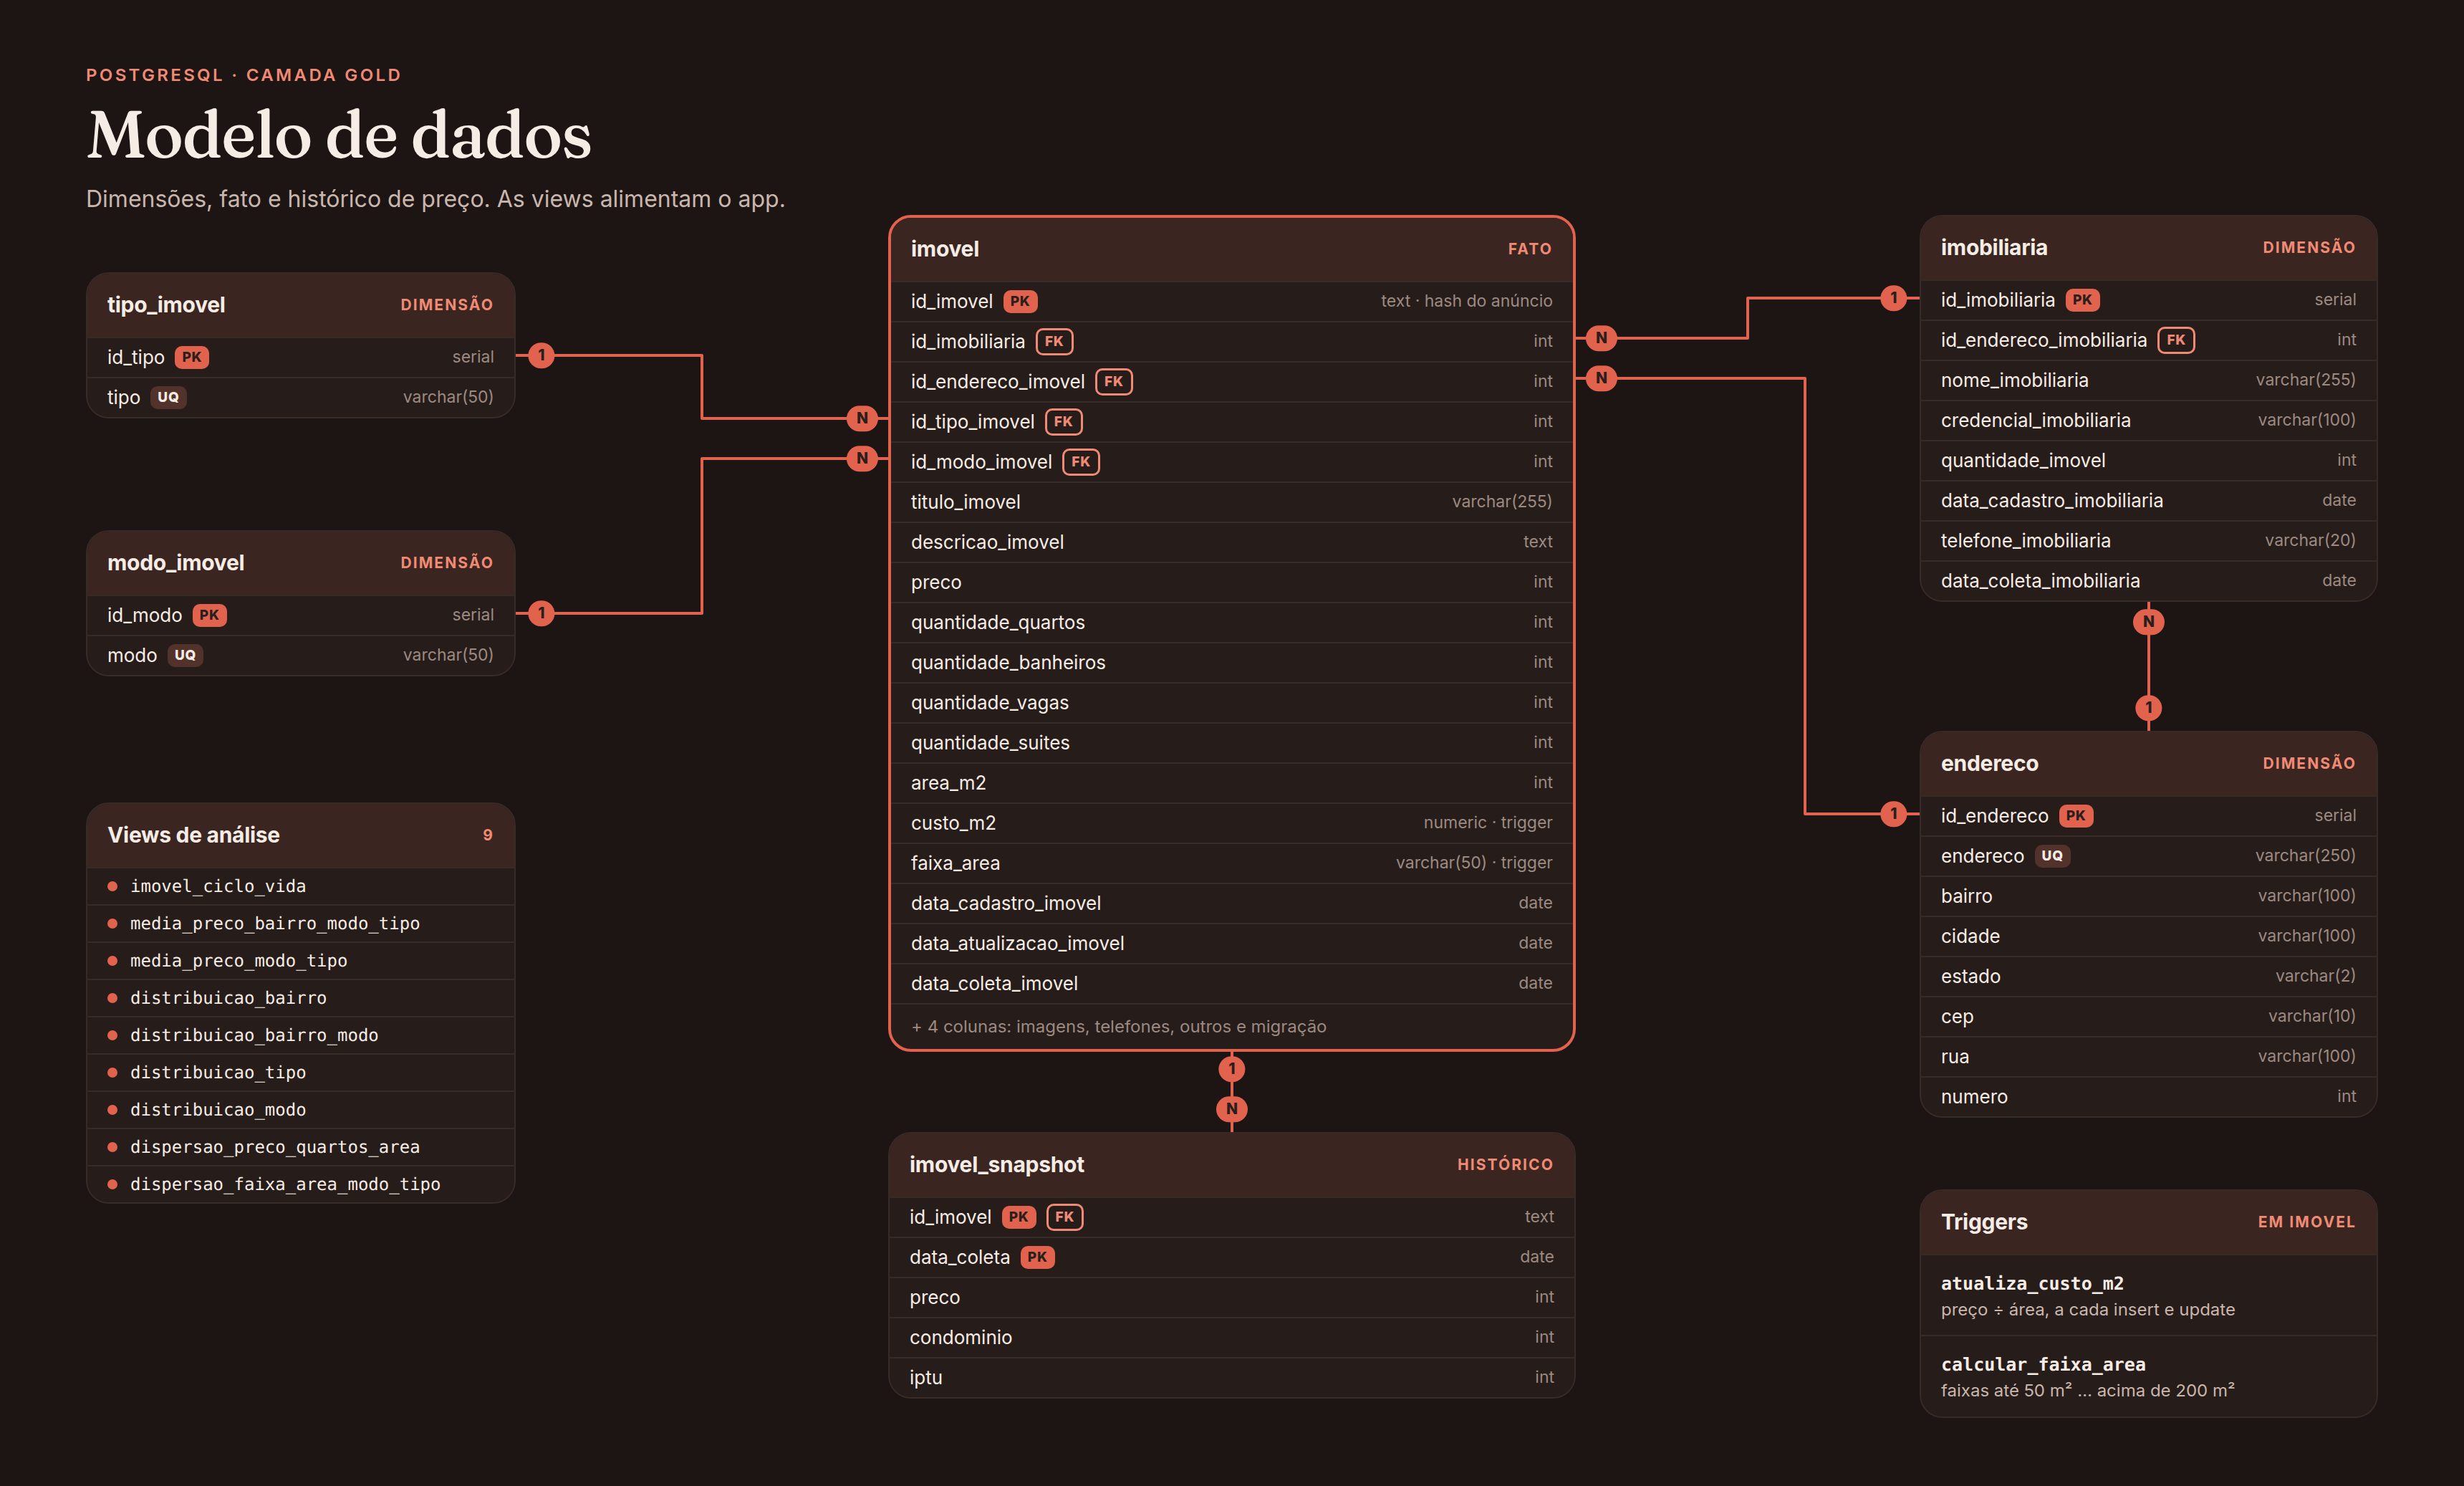 POSTGRESQL · CAMADA GOLD
Modelo de dados
Dimensões, fato e histórico de preço. As views alimentam o app.
tipo_imovel DIMENSÃO
id_tipo PK serial
tipo UQ varchar(50)
1
N
modo_imovel DIMENSÃO
id_modo PK serial
modo UQ varchar(50)
1
N
Views de análise 9
imovel_ciclo_vida
media_preco_bairro_modo_tipo
media_preco_modo_tipo
distribuicao_bairro
distribuicao_bairro_modo
distribuicao_tipo
distribuicao_modo
dispersao_preco_quartos_area
dispersao_faixa_area_modo_tipo
imovel FATO
id_imovel PK text · hash do anúncio
id_imobiliaria FK int
id_endereco_imovel FK int
id_tipo_imovel FK int
id_modo_imovel FK int
titulo_imovel varchar(255)
descricao_imovel text
preco int
quantidade_quartos int
quantidade_banheiros int
quantidade_vagas int
quantidade_suites int
area_m2 int
custo_m2 numeric · trigger
faixa_area varchar(50) · trigger
data_cadastro_imovel date
data_atualizacao_imovel date
data_coleta_imovel date
+ 4 colunas: imagens, telefones, outros e migração
1
N
imovel_snapshot HISTÓRICO
id_imovel PK FK text
data_coleta PK date
preco int
condominio int
iptu int
N
1
N
1
imobiliaria DIMENSÃO
id_imobiliaria PK serial
id_endereco_imobiliaria FK int
nome_imobiliaria varchar(255)
credencial_imobiliaria varchar(100)
quantidade_imovel int
data_cadastro_imobiliaria date
telefone_imobiliaria varchar(20)
data_coleta_imobiliaria date
N
1
endereco DIMENSÃO
id_endereco PK serial
endereco UQ varchar(250)
bairro varchar(100)
cidade varchar(100)
estado varchar(2)
cep varchar(10)
rua varchar(100)
numero int
Triggers EM IMOVEL
atualiza_custo_m2
preço ÷ área, a cada insert e update
calcular_faixa_area
faixas até 50 m² … acima de 200 m²